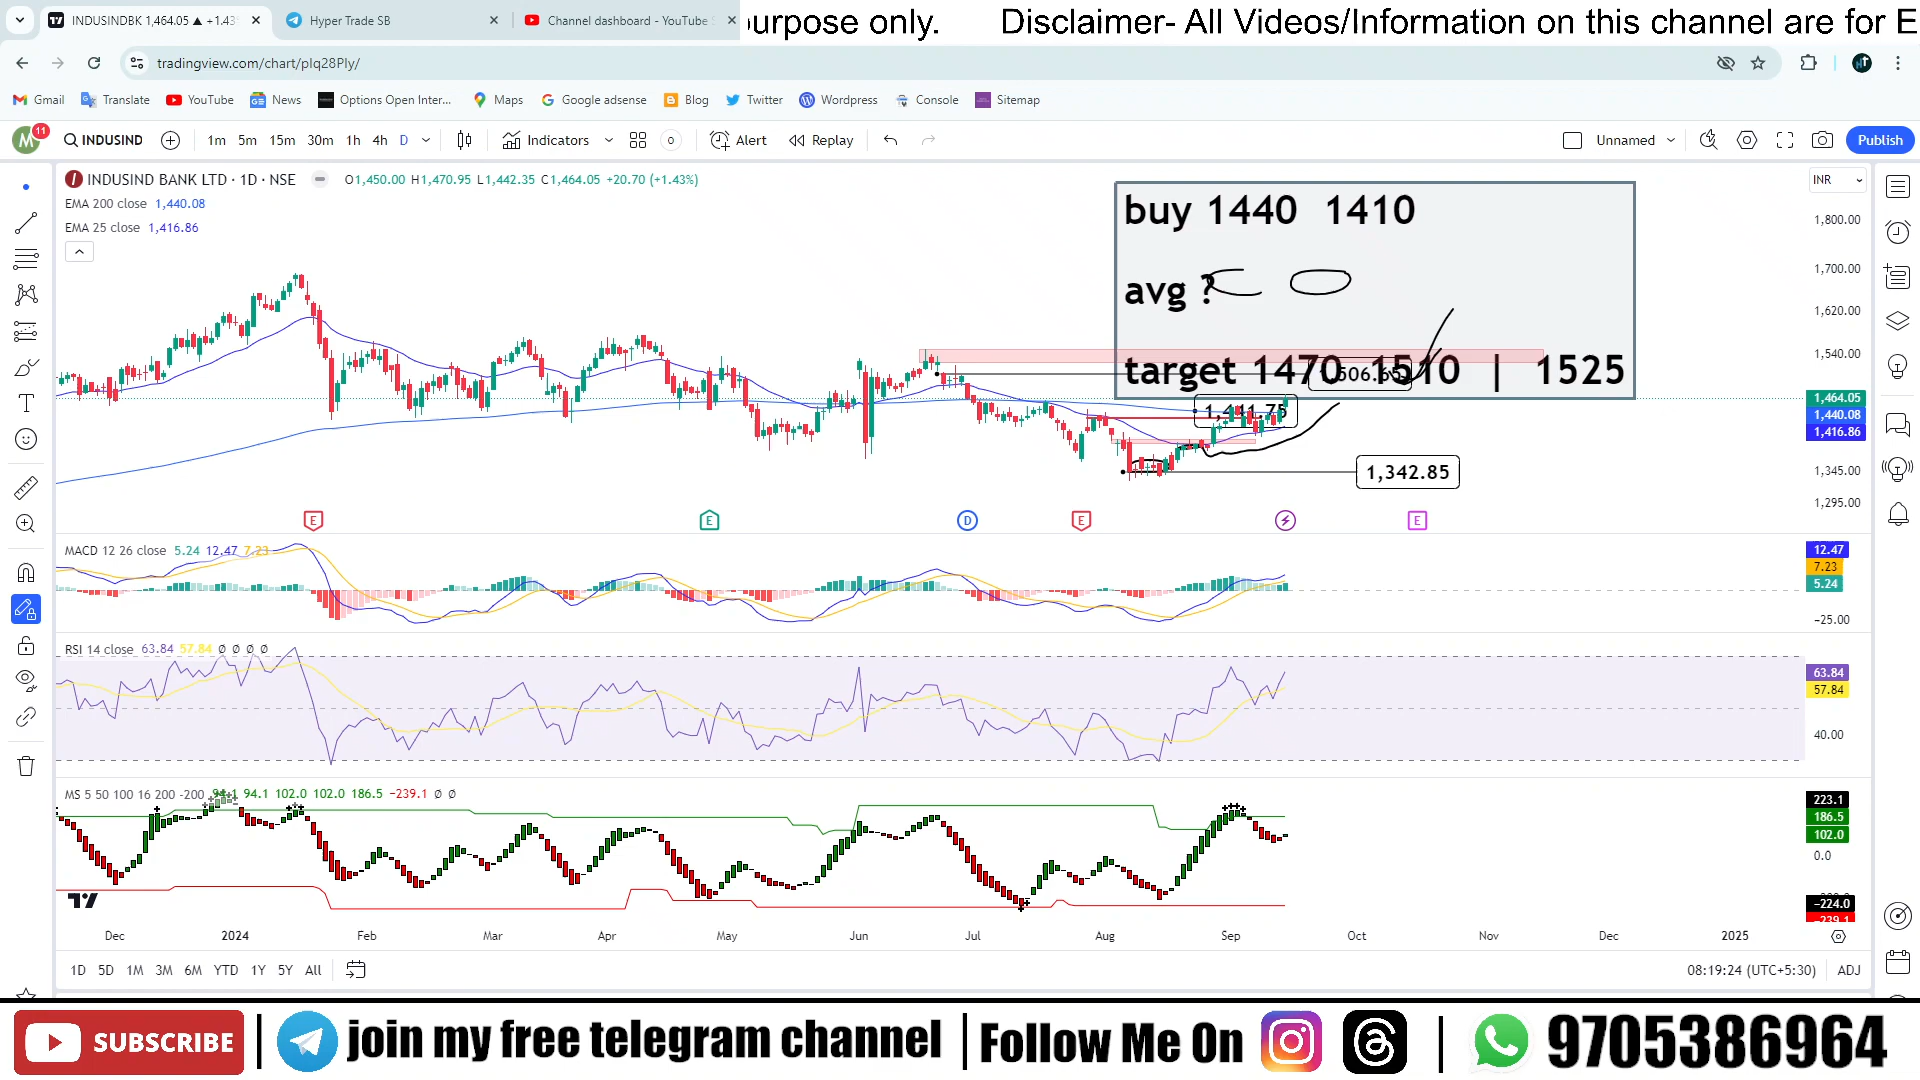 INDUSINDBK 1,464.05 ▲ +1.43
Hyper Trade SB
Channel dashboard - YouTube S
urpose only.
Disclaimer- All Videos/Information on this channel are for E
Gmail
Translate
YouTube
News
Options Open Inter...
Maps
Google adsense
Blog
Twitter
Wordpress
Console
Sitemap
M 11
INDUSIND
1m 5m 15m 30m 1h 4h D
Indicators
Alert
Replay
Unnamed
Publish
INDUSIND BANK LTD · 1D · NSE
O1,450.00 H1,470.95 L1,442.35 C1,464.05 +20.70 (+1.43%)
EMA 200 close 1,440.08
EMA 25 close 1,416.86
INR
buy 1440 1410
avg ?
target 1470 1510 | 1525
1,342.85
1,800.00
1,700.00
1,620.00
1,540.00
1,464.05
1,440.08
1,416.86
1,345.00
1,295.00
E
E
D
E
E
MACD 12 26 close 5.24 12.47 7.23
12.47
7.23
5.24
−25.00
RSI 14 close 63.84 57.84 ∅ ∅ ∅ ∅
63.84
57.84
40.00
MS 5 50 100 16 200 -200 94.1 94.1 102.0 102.0 186.5 −239.1 ∅ ∅
223.1
186.5
102.0
0.0
−224.0
−239.1
Dec 2024 Feb Mar Apr May Jun Jul Aug Sep Oct Nov Dec 2025
1D 5D 1M 3M 6M YTD 1Y 5Y All
08:19:24 (UTC+5:30) ADJ
SUBSCRIBE
join my free telegram channel
Follow Me On
9705386964